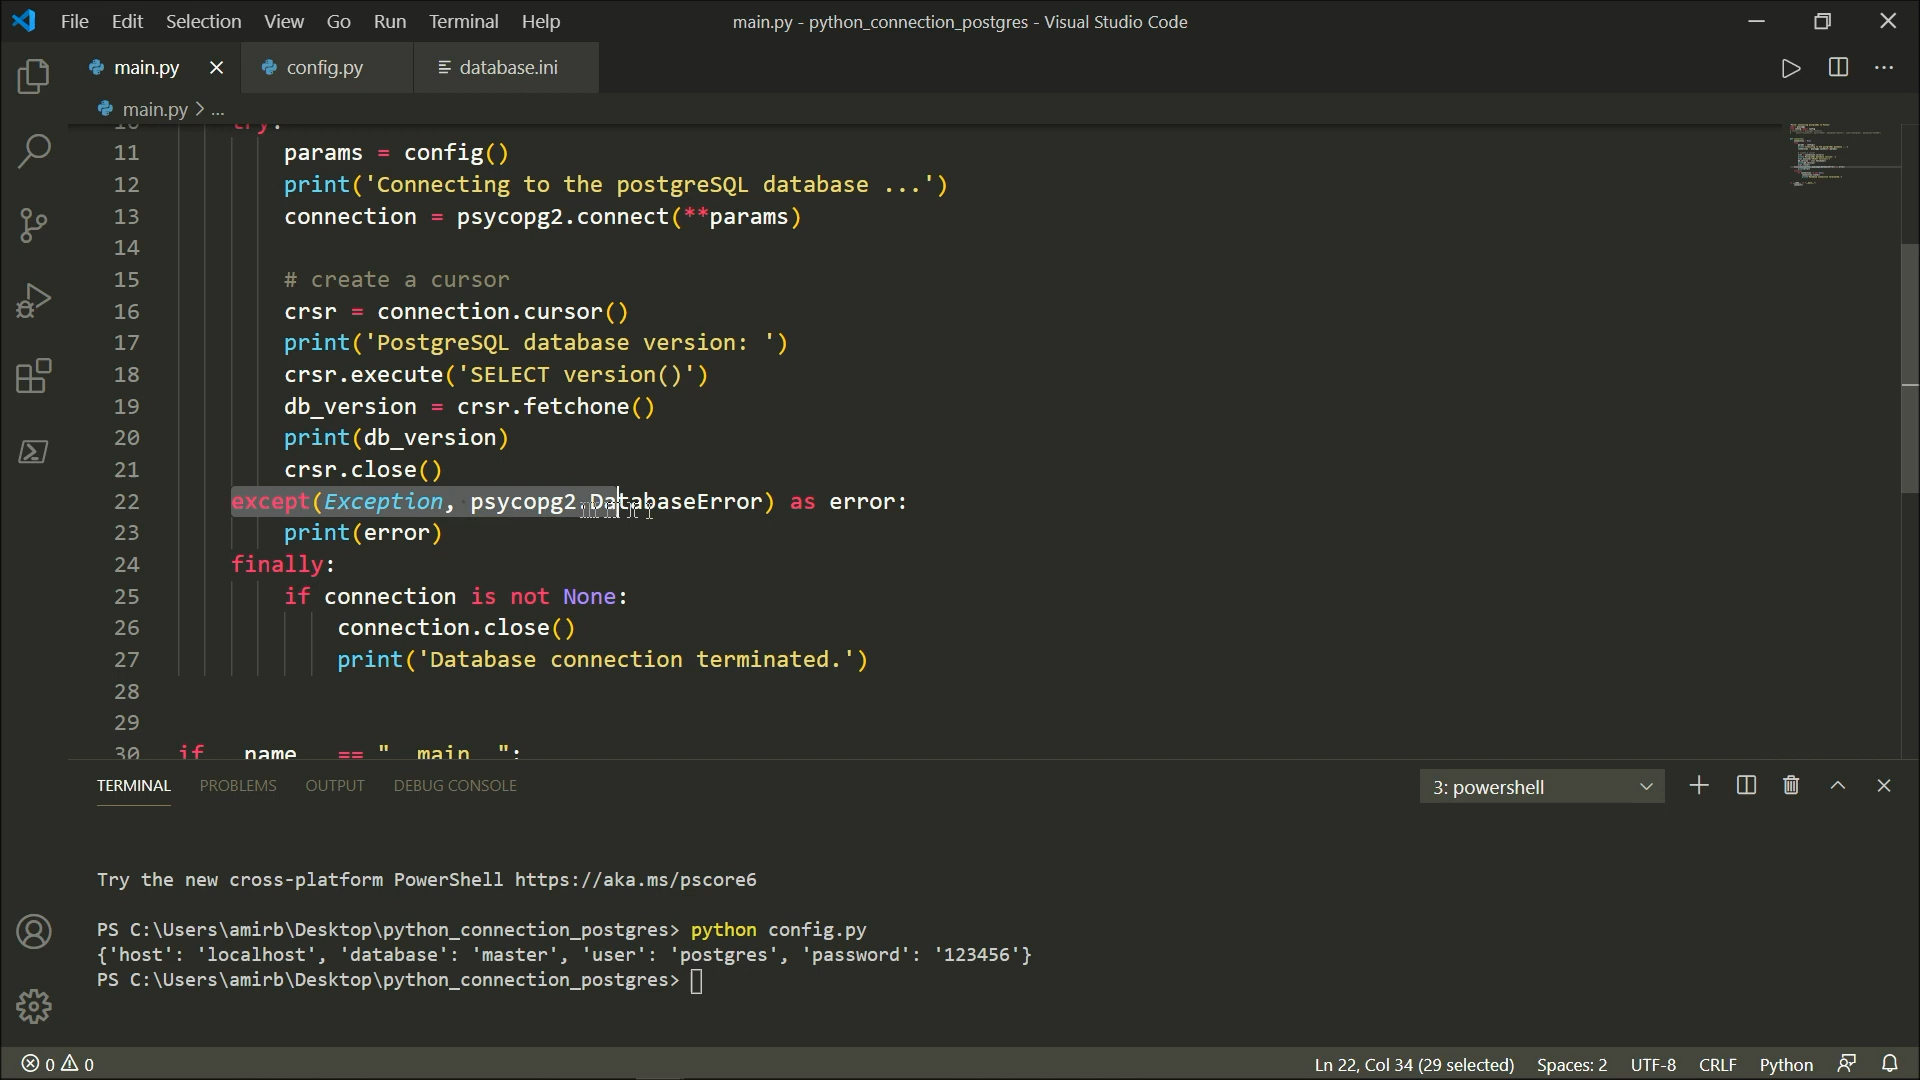 File Edit Selection View Go Run Terminal Help
main.py - python_connection_postgres - Visual Studio Code
main.py config.py database.ini
main.py > ...
10 try:
11 params = config()
12 print('Connecting to the postgreSQL database ...')
13 connection = psycopg2.connect(**params)
14
15 # create a cursor
16 crsr = connection.cursor()
17 print('PostgreSQL database version: ')
18 crsr.execute('SELECT version()')
19 db_version = crsr.fetchone()
20 print(db_version)
21 crsr.close()
22 except(Exception, psycopg2.DatabaseError) as error:
23 print(error)
24 finally:
25 if connection is not None:
26 connection.close()
27 print('Database connection terminated.')
28
29
30 if __name__ == "__main__":
TERMINAL PROBLEMS OUTPUT DEBUG CONSOLE
3: powershell
Try the new cross-platform PowerShell https://aka.ms/pscore6
PS C:\Users\amirb\Desktop\python_connection_postgres> python config.py
{'host': 'localhost', 'database': 'master', 'user': 'postgres', 'password': '123456'}
PS C:\Users\amirb\Desktop\python_connection_postgres>
0 0
Ln 22, Col 34 (29 selected) Spaces: 2 UTF-8 CRLF Python